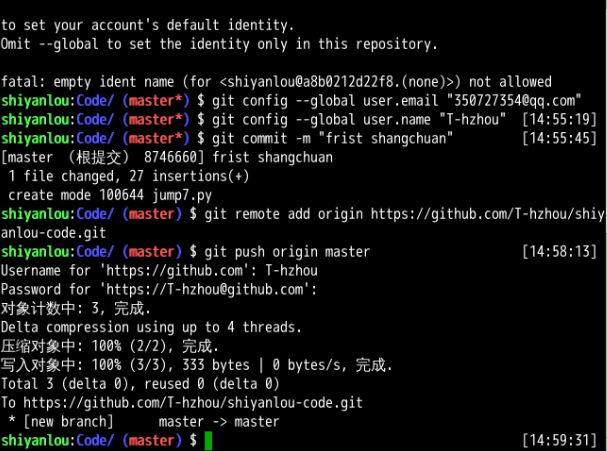 to set your account's default identity.
Omit --global to set the identity only in this repository.
fatal: empty ident name (for <shiyanlou@a8b0212d22f8.(none)>) not allowed
shiyanlou:Code/ (master*) $ git config --global user.email "350727354@qq.com"
shiyanlou:Code/ (master*) $ git config --global user.name "T-hzhou" [14:55:19]
shiyanlou:Code/ (master*) $ git commit -m "frist shangchuan" [14:55:45]
[master （根提交） 8746660] frist shangchuan
1 file changed, 27 insertions(+)
create mode 100644 jump7.py
shiyanlou:Code/ (master) $ git remote add origin https://github.com/T-hzhou/shiy
anlou-code.git
shiyanlou:Code/ (master) $ git push origin master [14:58:13]
Username for 'https://github.com': T-hzhou
Password for 'https://T-hzhou@github.com':
对象计数中: 3, 完成.
Delta compression using up to 4 threads.
压缩对象中: 100% (2/2), 完成.
写入对象中: 100% (3/3), 333 bytes | 0 bytes/s, 完成.
Total 3 (delta 0), reused 0 (delta 0)
To https://github.com/T-hzhou/shiyanlou-code.git
* [new branch] master -> master
shiyanlou:Code/ (master) $ [14:59:31]